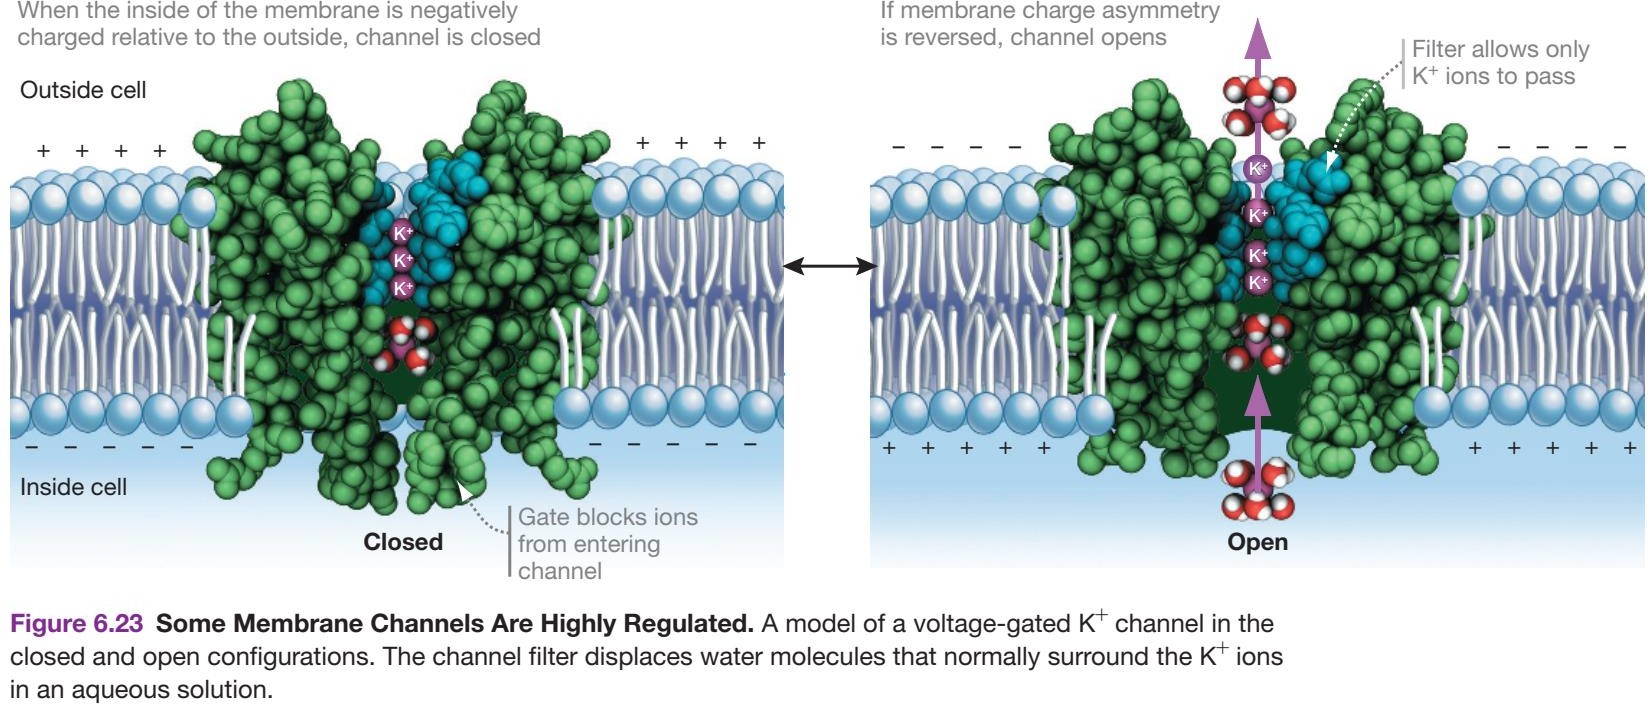 When the inside of the membrane is negatively
charged relative to the outside, channel is closed
If membrane charge asymmetry
is reversed, channel opens
Filter allows only
K⁺ ions to pass
Outside cell
+ + + +
+ + + +
– – – –
– – – –
K⁺
K⁺
K⁺
K⁺
K⁺
K⁺
K⁺
– – – – –
– – – – –
+ + + + +
+ + + + +
Inside cell
Gate blocks ions
from entering
channel
Closed
Open
Figure 6.23 Some Membrane Channels Are Highly Regulated. A model of a voltage-gated K⁺ channel in the
closed and open configurations. The channel filter displaces water molecules that normally surround the K⁺ ions
in an aqueous solution.